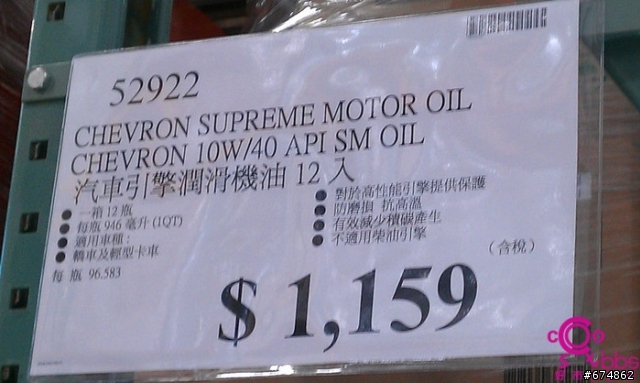 52922
CHEVRON SUPREME MOTOR OIL
CHEVRON 10W/40 API SM OIL
汽車引擎潤滑機油 12 入
● 一箱 12 瓶
● 每瓶 946 毫升 (1QT)
● 適用車種:
● 轎車及輕型卡車
每 瓶 96.583
● 對於高性能引擎提供保護
● 防磨損 抗高溫
● 有效減少積碳產生
● 不適用柴油引擎
(含稅)
$ 1,159
#674862